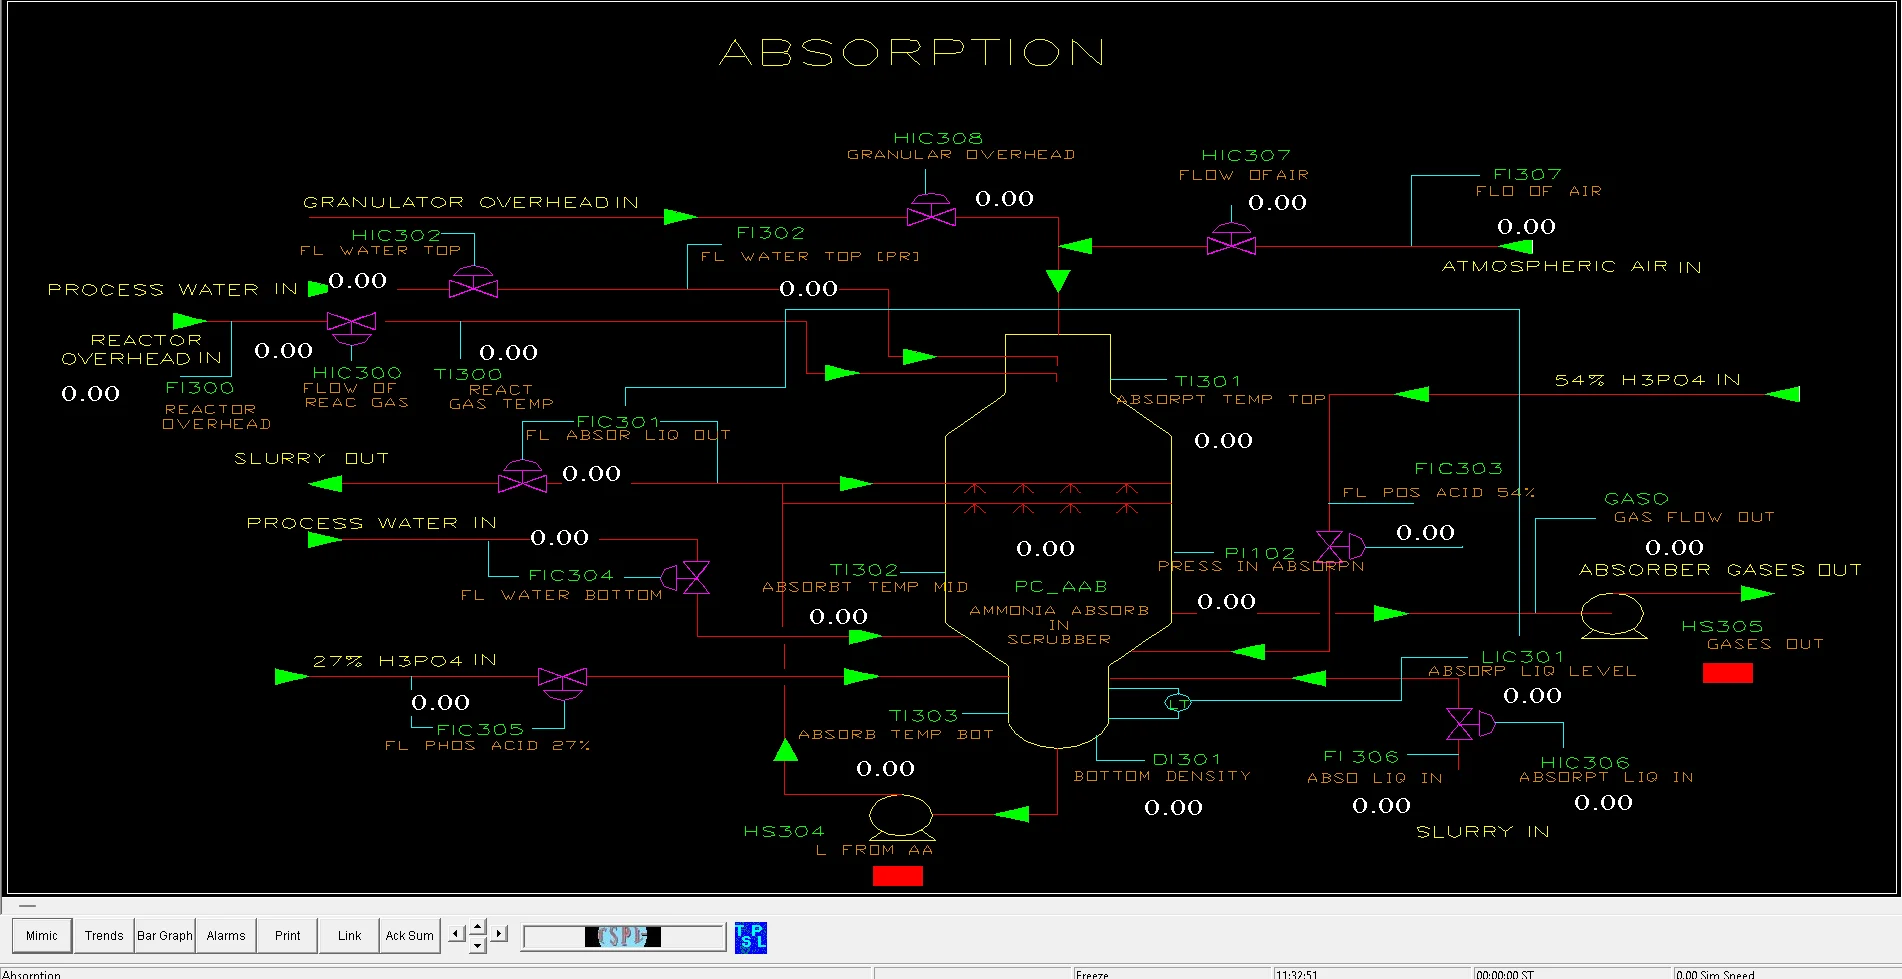 ABSORPTION
HIC308
GRANULAR OVERHEAD
0.00
HIC307
FLOW OFAIR
0.00
FI307
FLO OF AIR
0.00
ATMOSPHERIC AIR IN
GRANULATOR OVERHEAD IN
HIC302
FL WATER TOP
0.00
FI302
FL WATER TOP [PR]
0.00
PROCESS WATER IN
REACTOR
OVERHEAD IN
0.00
FI300
REACTOR
OVERHEAD
0.00
HIC300
FLOW OF
REAC GAS
0.00
TI300
REACT
GAS TEMP
TI301
ABSORPT TEMP TOP
0.00
54% H3PO4 IN
FIC301
FL ABSOR LIQ OUT
0.00
SLURRY OUT
FIC303
FL POS ACID 54%
0.00
GASO
GAS FLOW OUT
0.00
ABSORBER GASES OUT
PROCESS WATER IN
0.00
FIC304
FL WATER BOTTOM
TI302
ABSORBT TEMP MID
0.00
0.00
PC_AAB
AMMONIA ABSORB
IN
SCRUBBER
PI102
PRESS IN ABSORPN
0.00
HS305
GASES OUT
27% H3PO4 IN
0.00
FIC305
FL PHOS ACID 27%
LIC301
ABSORP LIQ LEVEL
0.00
LT
TI303
ABSORB TEMP BOT
0.00
DI301
BOTTOM DENSITY
0.00
FI306
ABSO LIQ IN
0.00
HIC306
ABSORPT LIQ IN
0.00
SLURRY IN
HS304
L FROM AA
Mimic Trends Bar Graph Alarms Print Link Ack Sum
TPSL
Absorption Freeze 11:32:51 00:00:00 ST 0.00 Sim Speed